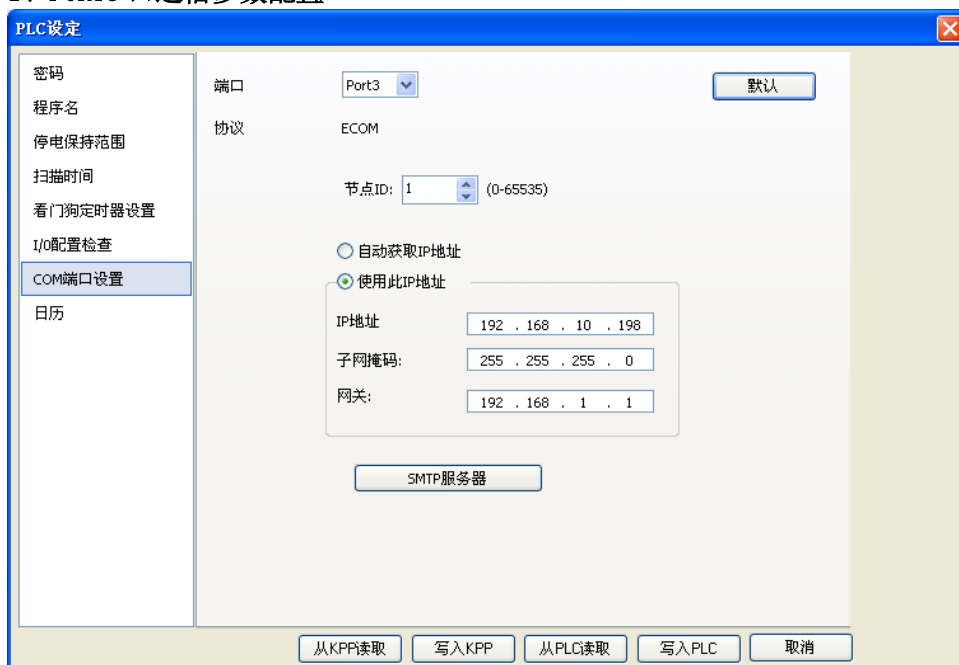 PLC设定
密码
程序名
停电保持范围
扫描时间
看门狗定时器设置
I/O配置检查
COM端口设置
日历
端口 Port3 默认
协议 ECOM
节点ID: 1 (0-65535)
自动获取IP地址
使用此IP地址
IP地址 192 . 168 . 10 . 198
子网掩码: 255 . 255 . 255 . 0
网关: 192 . 168 . 1 . 1
SMTP服务器
从KPP读取 写入KPP 从PLC读取 写入PLC 取消